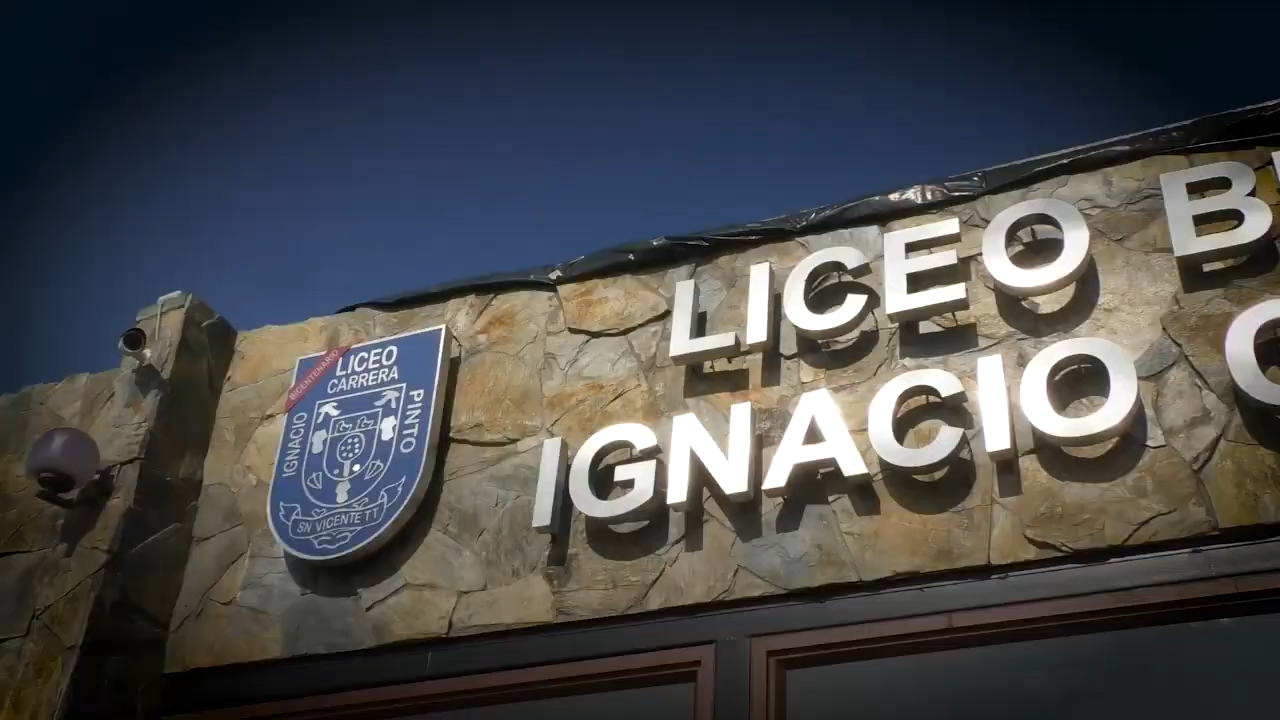 BICENTENARIO
LICEO
CARRERA
IGNACIO
PINTO
SN VICENTE TT
LICEO B
IGNACIO C